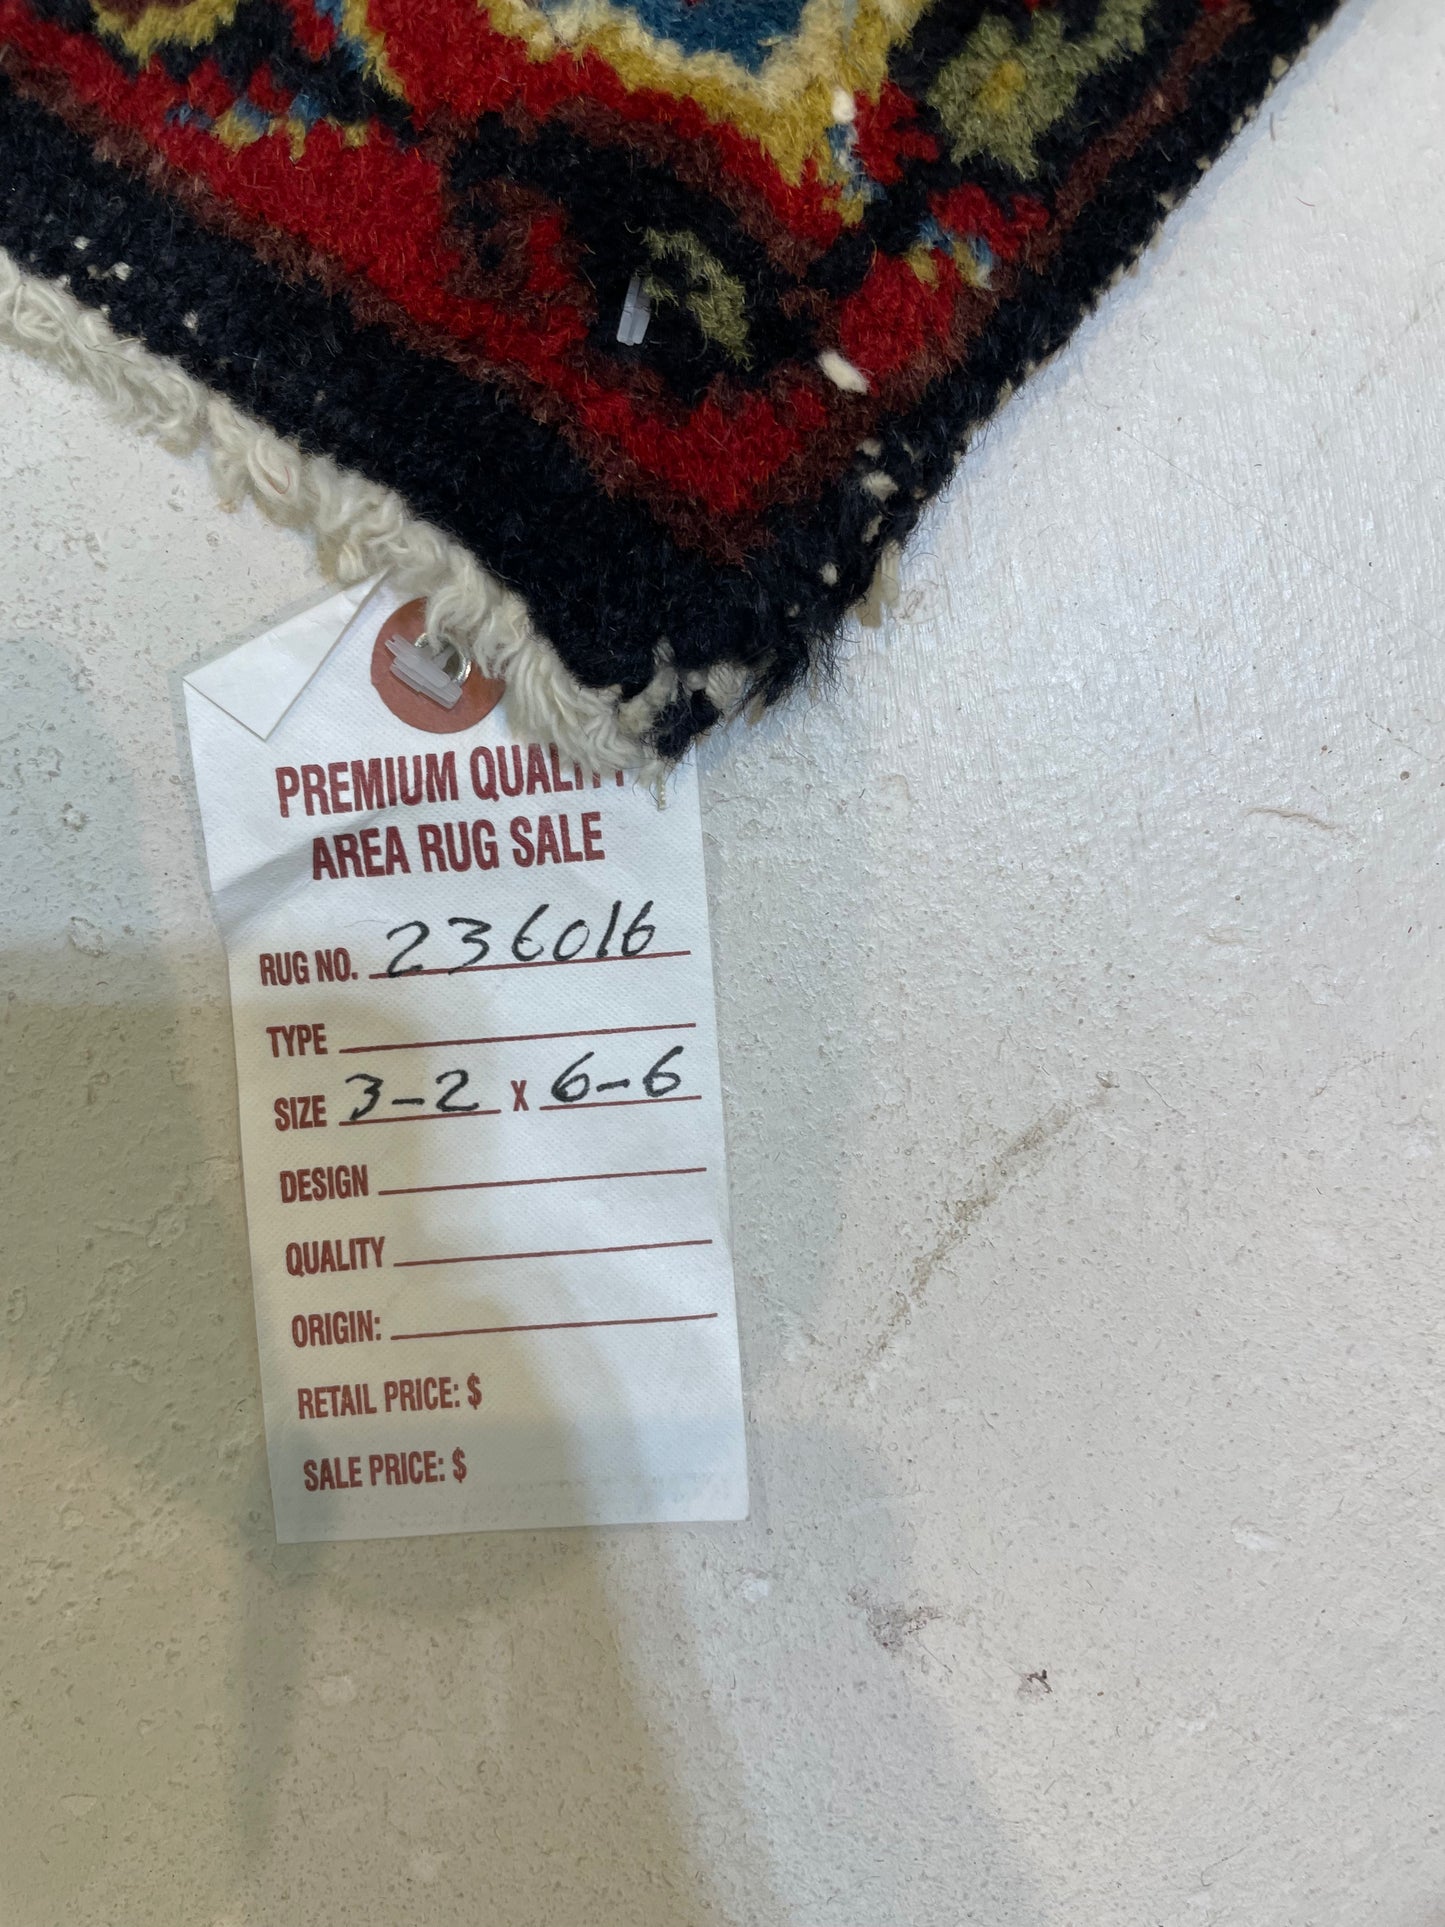 PREMIUM QUALITY
AREA RUG SALE
RUG NO. 236016
TYPE
SIZE 3-2 X 6-6
DESIGN
QUALITY
ORIGIN:
RETAIL PRICE: $
SALE PRICE: $